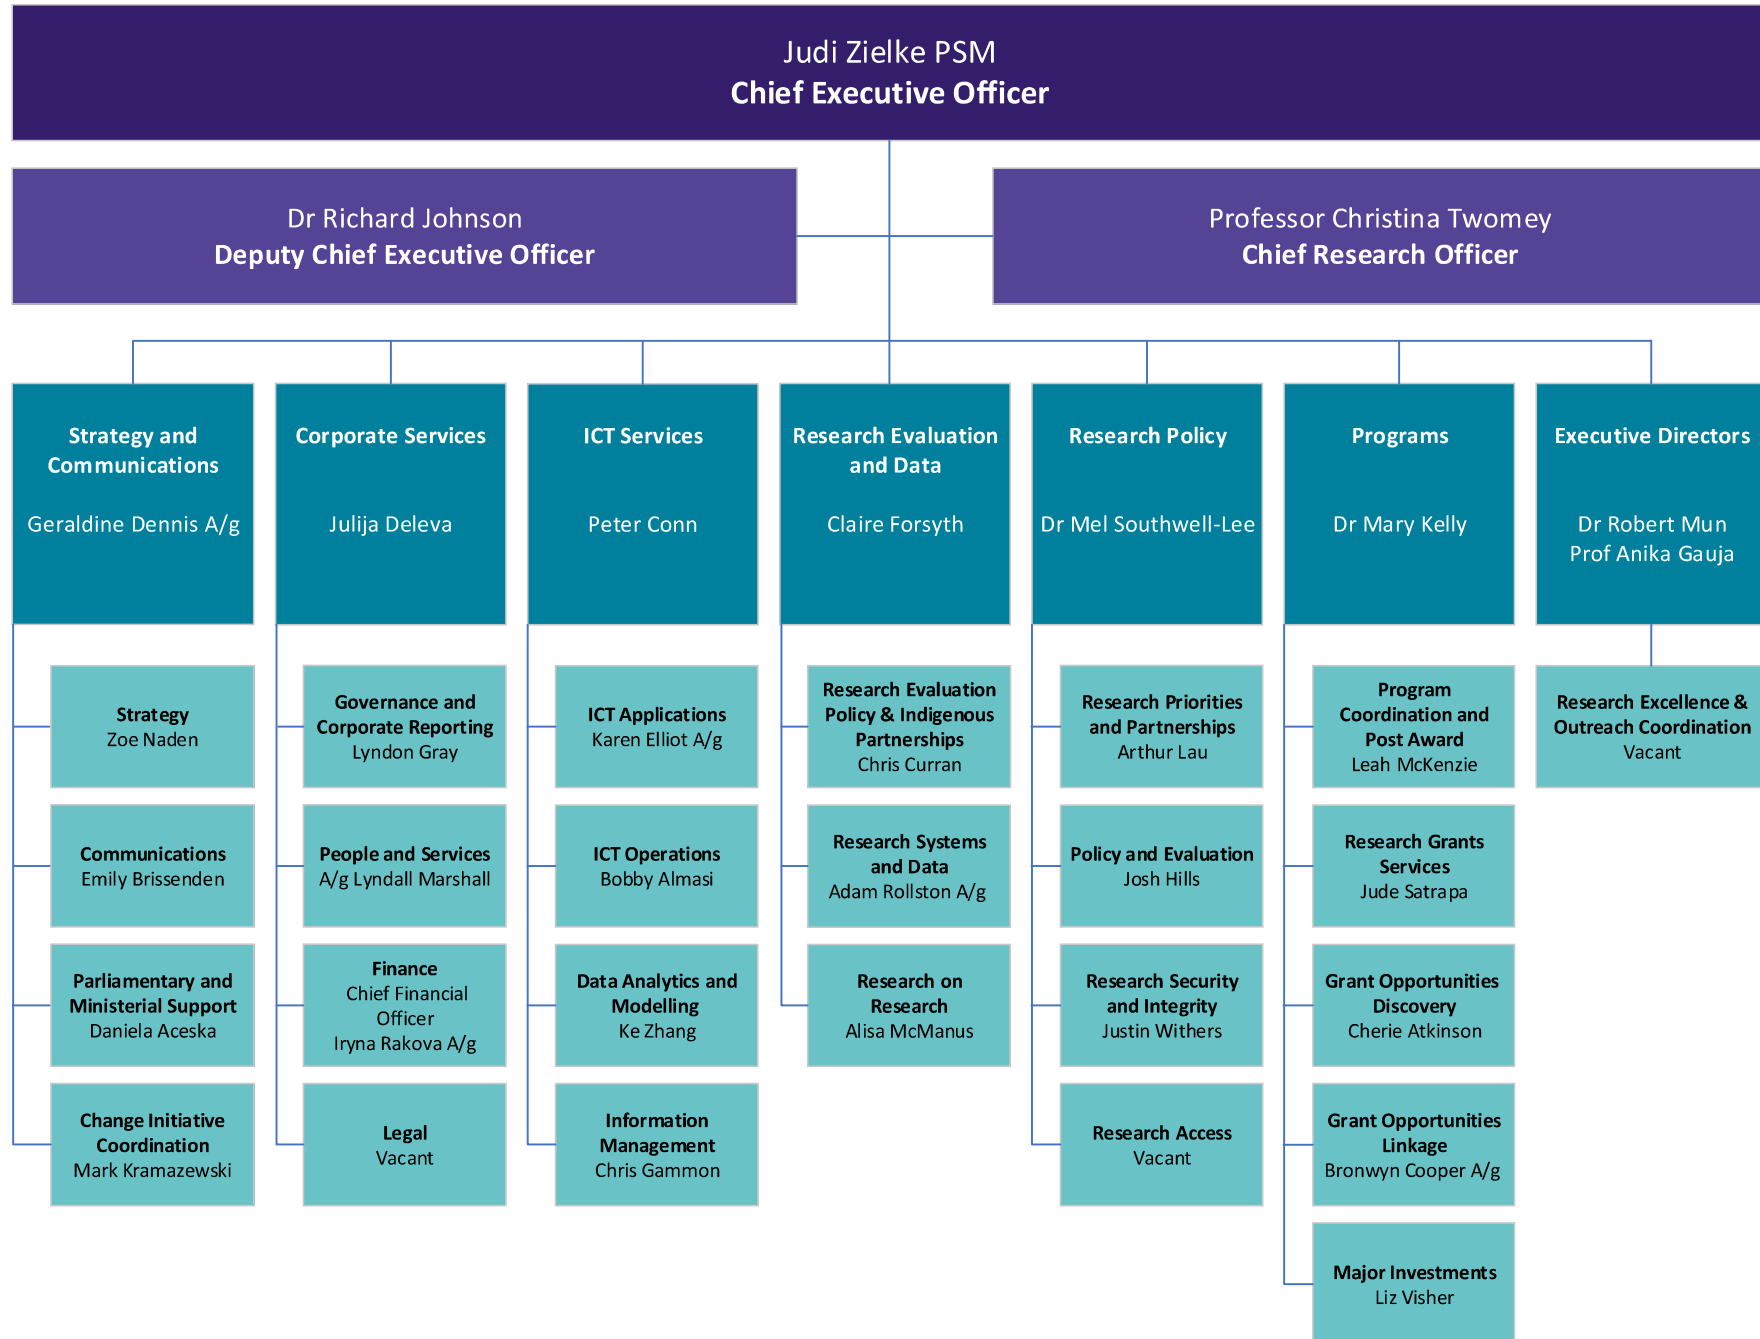 Judi Zielke PSM
Chief Executive Officer
Dr Richard Johnson
Deputy Chief Executive Officer
Professor Christina Twomey
Chief Research Officer
Strategy and
Communications
Geraldine Dennis A/g
Corporate Services
Julija Deleva
ICT Services
Peter Conn
Research Evaluation
and Data
Claire Forsyth
Research Policy
Dr Mel Southwell-Lee
Programs
Dr Mary Kelly
Executive Directors
Dr Robert Mun
Prof Anika Gauja
Strategy
Zoe Naden
Communications
Emily Brissenden
Parliamentary and
Ministerial Support
Daniela Aceska
Change Initiative
Coordination
Mark Kramazewski
Governance and
Corporate Reporting
Lyndon Gray
People and Services
A/g Lyndall Marshall
Finance
Chief Financial
Officer
Iryna Rakova A/g
Legal
Vacant
ICT Applications
Karen Elliot A/g
ICT Operations
Bobby Almasi
Data Analytics and
Modelling
Ke Zhang
Information
Management
Chris Gammon
Research Evaluation
Policy & Indigenous
Partnerships
Chris Curran
Research Systems
and Data
Adam Rollston A/g
Research on
Research
Alisa McManus
Research Priorities
and Partnerships
Arthur Lau
Policy and Evaluation
Josh Hills
Research Security
and Integrity
Justin Withers
Research Access
Vacant
Program
Coordination and
Post Award
Leah McKenzie
Research Grants
Services
Jude Satrapa
Grant Opportunities
Discovery
Cherie Atkinson
Grant Opportunities
Linkage
Bronwyn Cooper A/g
Major Investments
Liz Visher
Research Excellence &
Outreach Coordination
Vacant